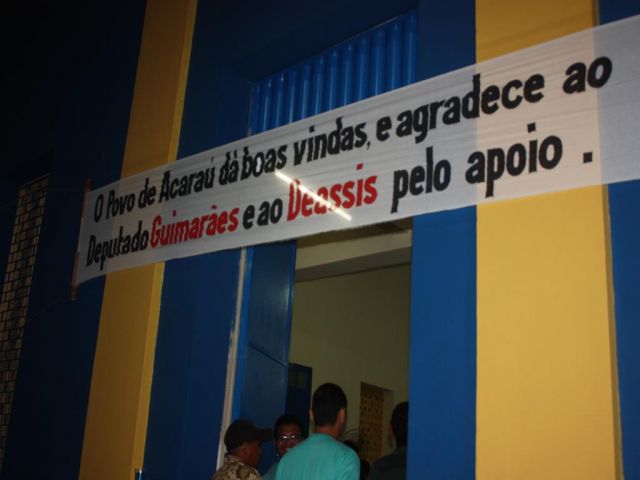 O Povo de Acaraú dá boas vindas, e agradece ao
Deputado Guimarães e ao Deassis pelo apoio .